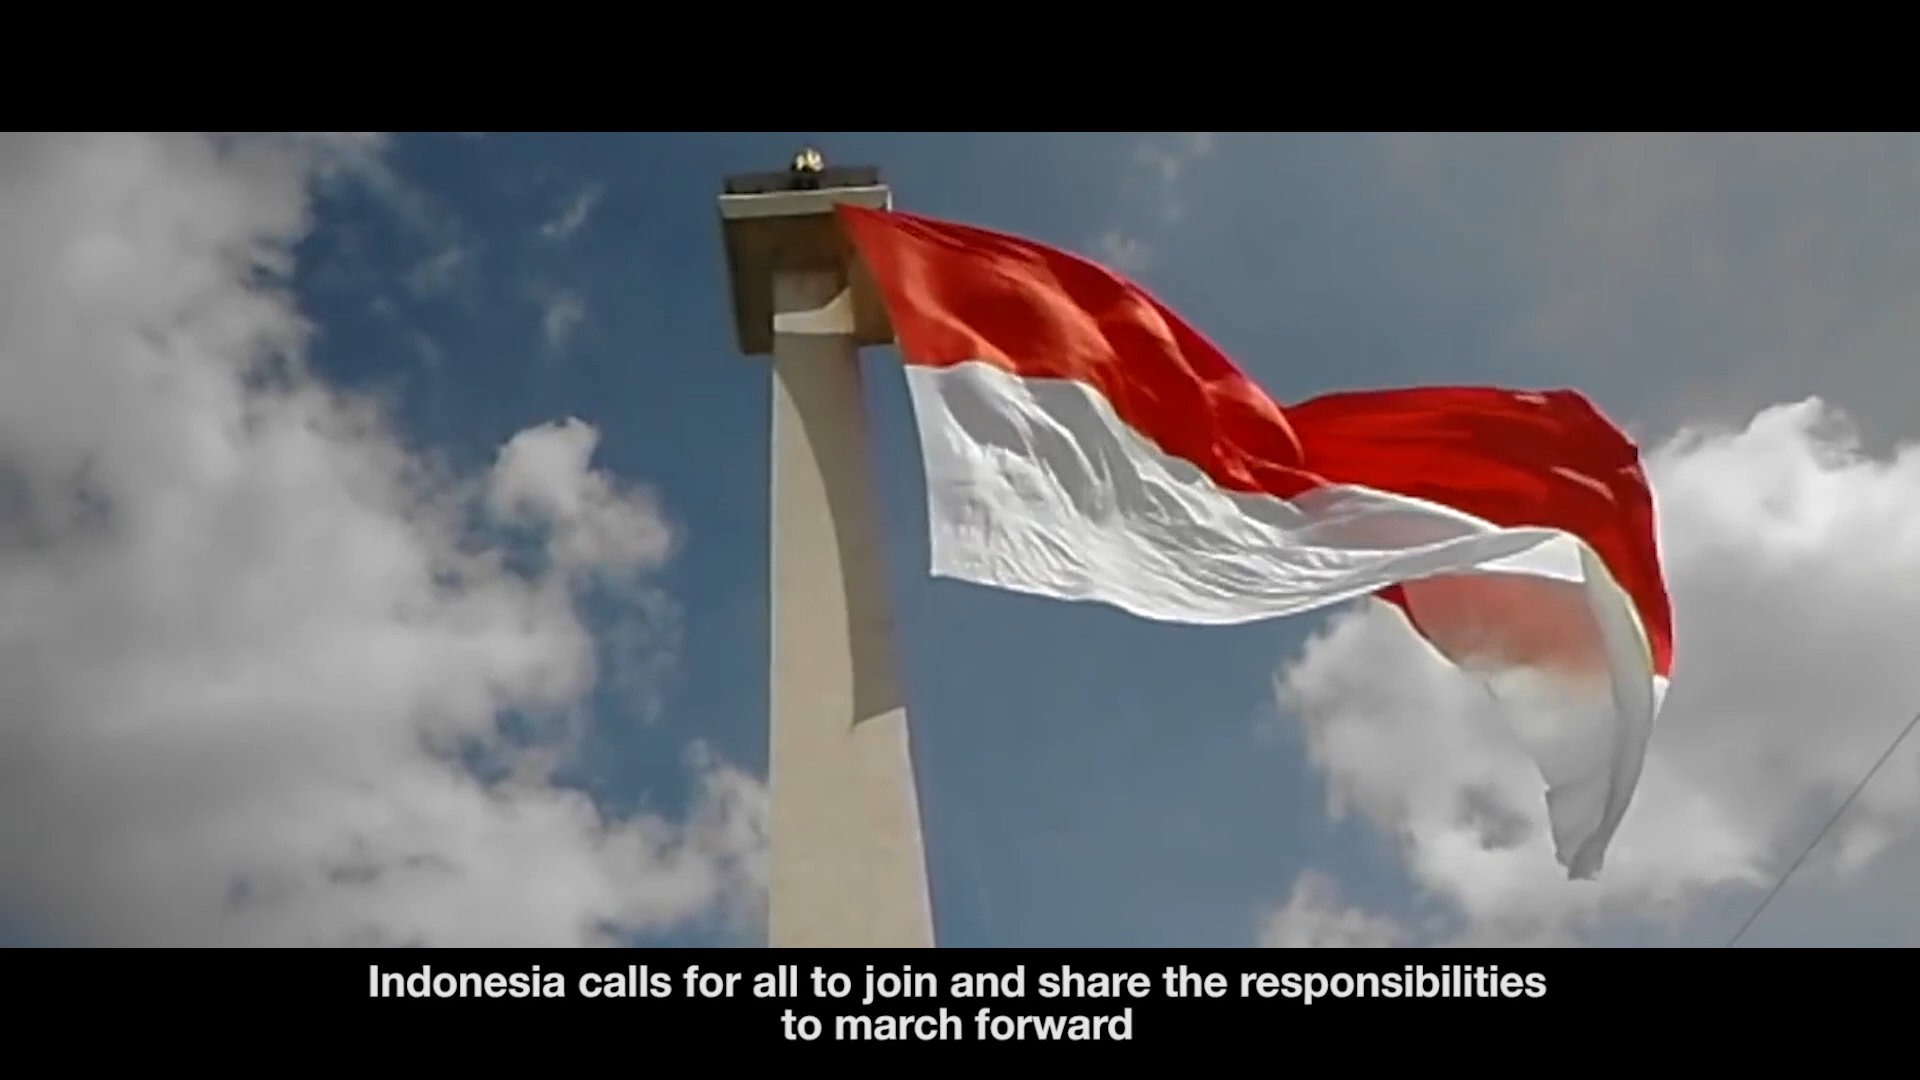 Indonesia calls for all to join and share the responsibilities
to march forward